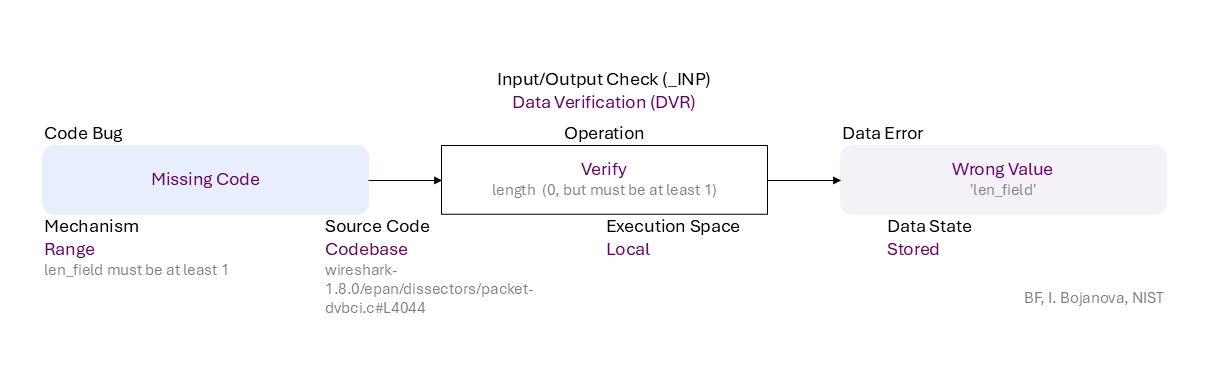 Input/Output Check (_INP)
Data Verification (DVR)
Code Bug
Operation
Data Error
Missing Code
Verify
length (0, but must be at least 1)
Wrong Value
'len_field'
Mechanism
Range
len_field must be at least 1
Source Code
Codebase
wireshark-
1.8.0/epan/dissectors/packet-
dvbci.c#L4044
Execution Space
Local
Data State
Stored
BF, I. Bojanova, NIST